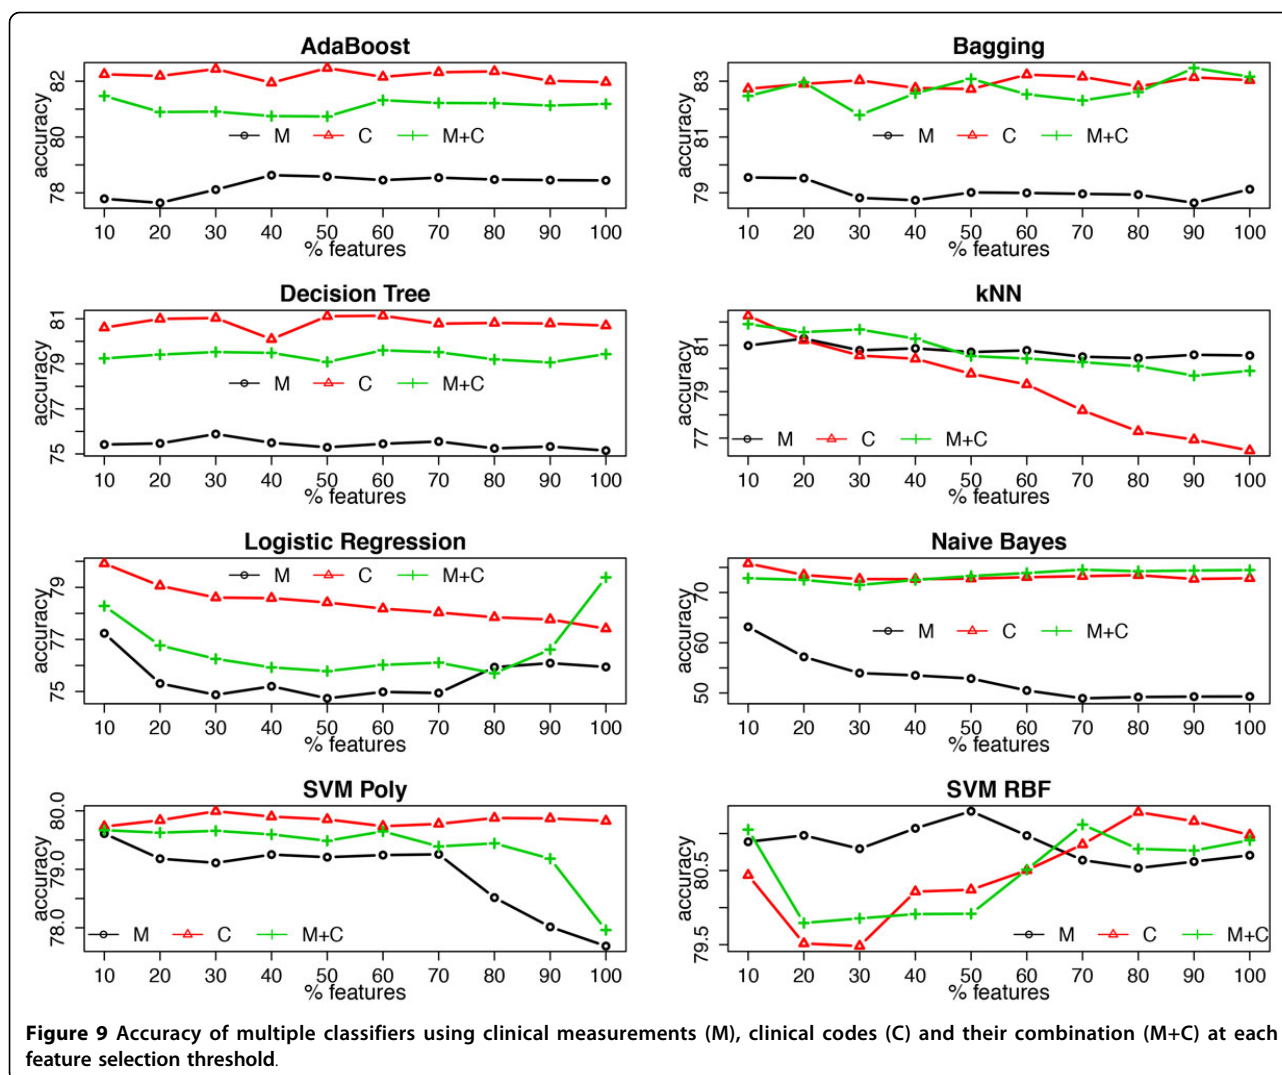 AdaBoost
accuracy
78 80 82
M C M+C
10 20 30 40 50 60 70 80 90 100
% features
Bagging
accuracy
79 81 83
M C M+C
10 20 30 40 50 60 70 80 90 100
% features
Decision Tree
accuracy
75 77 79 81
M C M+C
10 20 30 40 50 60 70 80 90 100
% features
kNN
accuracy
77 79 81
M C M+C
10 20 30 40 50 60 70 80 90 100
% features
Logistic Regression
accuracy
75 77 79
M C M+C
10 20 30 40 50 60 70 80 90 100
% features
Naive Bayes
accuracy
50 60 70
M C M+C
10 20 30 40 50 60 70 80 90 100
% features
SVM Poly
accuracy
78.0 79.0 80.0
M C M+C
10 20 30 40 50 60 70 80 90 100
% features
SVM RBF
accuracy
79.5 80.5
M C M+C
10 20 30 40 50 60 70 80 90 100
% features
Figure 9 Accuracy of multiple classifiers using clinical measurements (M), clinical codes (C) and their combination (M+C) at each
feature selection threshold.